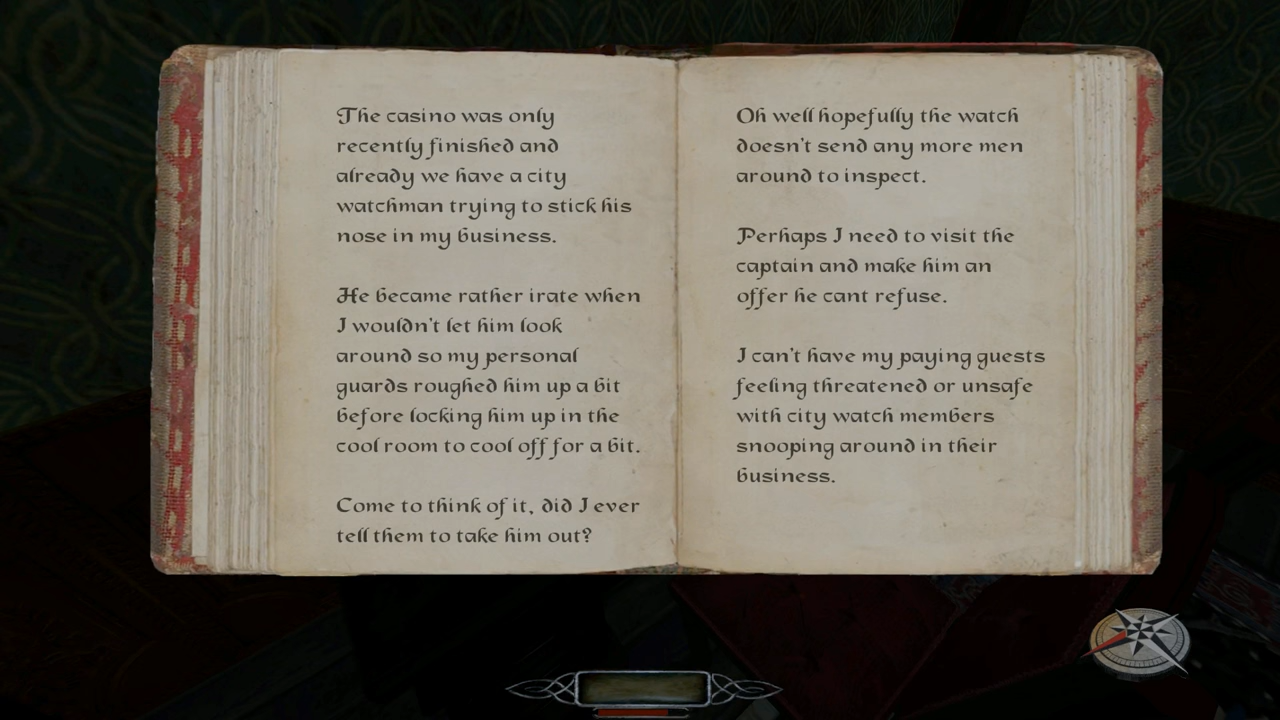 The casino was only
recently finished and
already we have a city
watchman trying to stick his
nose in my business.
He became rather irate when
I wouldn't let him look
around so my personal
guards roughed him up a bit
before locking him up in the
cool room to cool off for a bit.
Come to think of it, did I ever
tell them to take him out?
Oh well hopefully the watch
doesn't send any more men
around to inspect.
Perhaps I need to visit the
captain and make him an
offer he cant refuse.
I can't have my paying guests
feeling threatened or unsafe
with city watch members
snooping around in their
business.